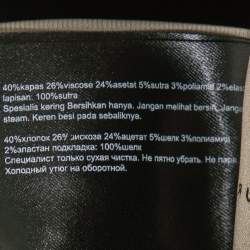 40%kapas 26%viscose 24%asetat 5%sutra 3%poliamid 2%elas
lapisan: 100%sutra
Spesialis kering Bersihkan hanya. Jangan melihat bersih. Jangan
steam. Keren besi pada sebaliknya.
40%хлопок 26%вискоза 24%ацетат 5%шелк 3%полиамид
2%эластан подкладка: 100%шелк
Специалист только сухая чистка. Не пятно убрать. Не пара
Холодный утюг на оборотной.